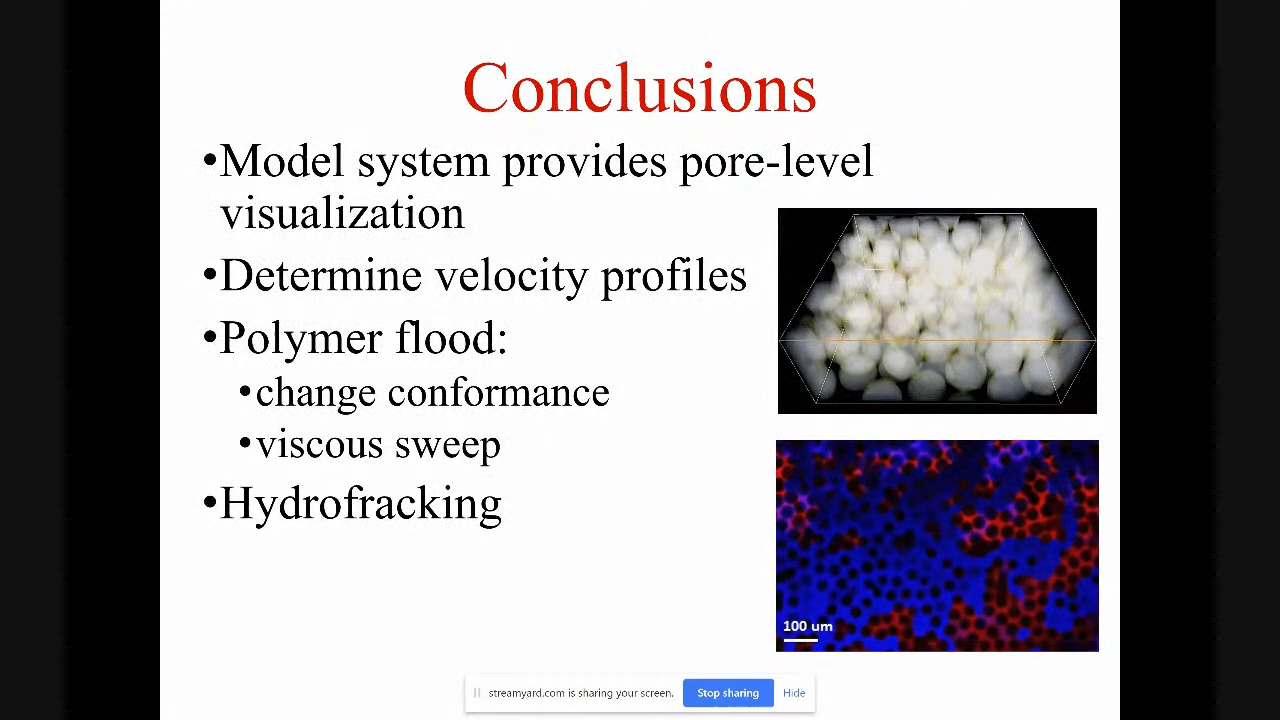 Conclusions
•Model system provides pore-level
visualization
•Determine velocity profiles
•Polymer flood:
•change conformance
•viscous sweep
•Hydrofracking
100 um
streamyard.com is sharing your screen. Stop sharing Hide